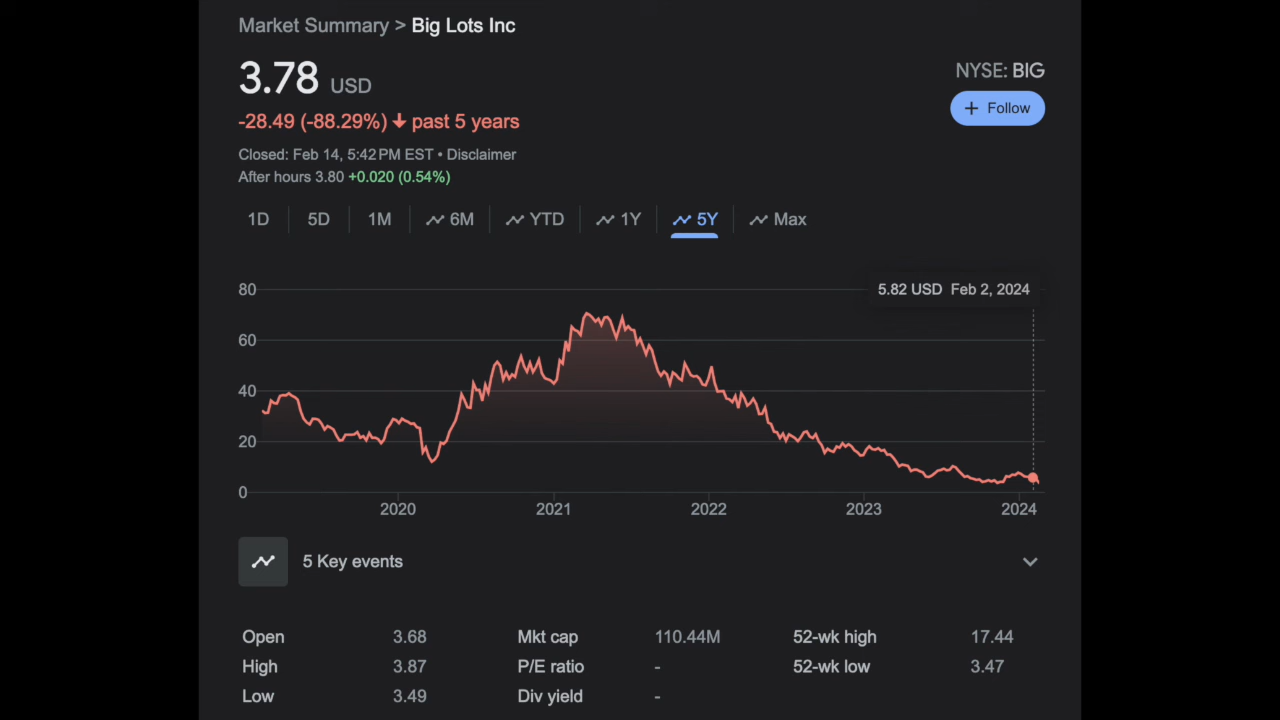 Market Summary > Big Lots Inc
3.78 USD
NYSE: BIG
+ Follow
-28.49 (-88.29%) ↓ past 5 years
Closed: Feb 14, 5:42 PM EST • Disclaimer
After hours 3.80 +0.020 (0.54%)
1D 5D 1M 6M YTD 1Y 5Y Max
5.82 USD Feb 2, 2024
80
60
40
20
0
2020 2021 2022 2023 2024
5 Key events
Open 3.68 Mkt cap 110.44M 52-wk high 17.44
High 3.87 P/E ratio - 52-wk low 3.47
Low 3.49 Div yield -